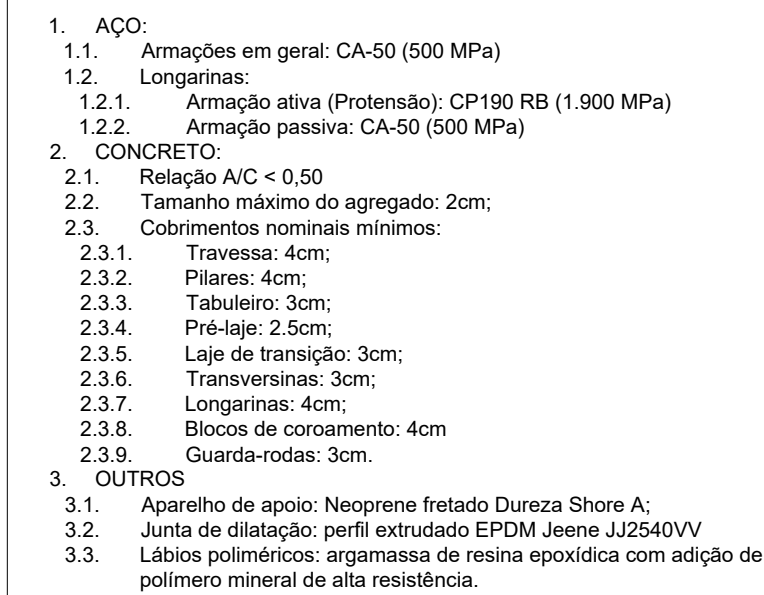 1. AÇO:
1.1. Armações em geral: CA-50 (500 MPa)
1.2. Longarinas:
1.2.1. Armação ativa (Protensão): CP190 RB (1.900 MPa)
1.2.2. Armação passiva: CA-50 (500 MPa)
2. CONCRETO:
2.1. Relação A/C < 0,50
2.2. Tamanho máximo do agregado: 2cm;
2.3. Cobrimentos nominais mínimos:
2.3.1. Travessa: 4cm;
2.3.2. Pilares: 4cm;
2.3.3. Tabuleiro: 3cm;
2.3.4. Pré-laje: 2.5cm;
2.3.5. Laje de transição: 3cm;
2.3.6. Transversinas: 3cm;
2.3.7. Longarinas: 4cm;
2.3.8. Blocos de coroamento: 4cm
2.3.9. Guarda-rodas: 3cm.
3. OUTROS
3.1. Aparelho de apoio: Neoprene fretado Dureza Shore A;
3.2. Junta de dilatação: perfil extrudado EPDM Jeene JJ2540VV
3.3. Lábios poliméricos: argamassa de resina epoxídica com adição de
polímero mineral de alta resistência.